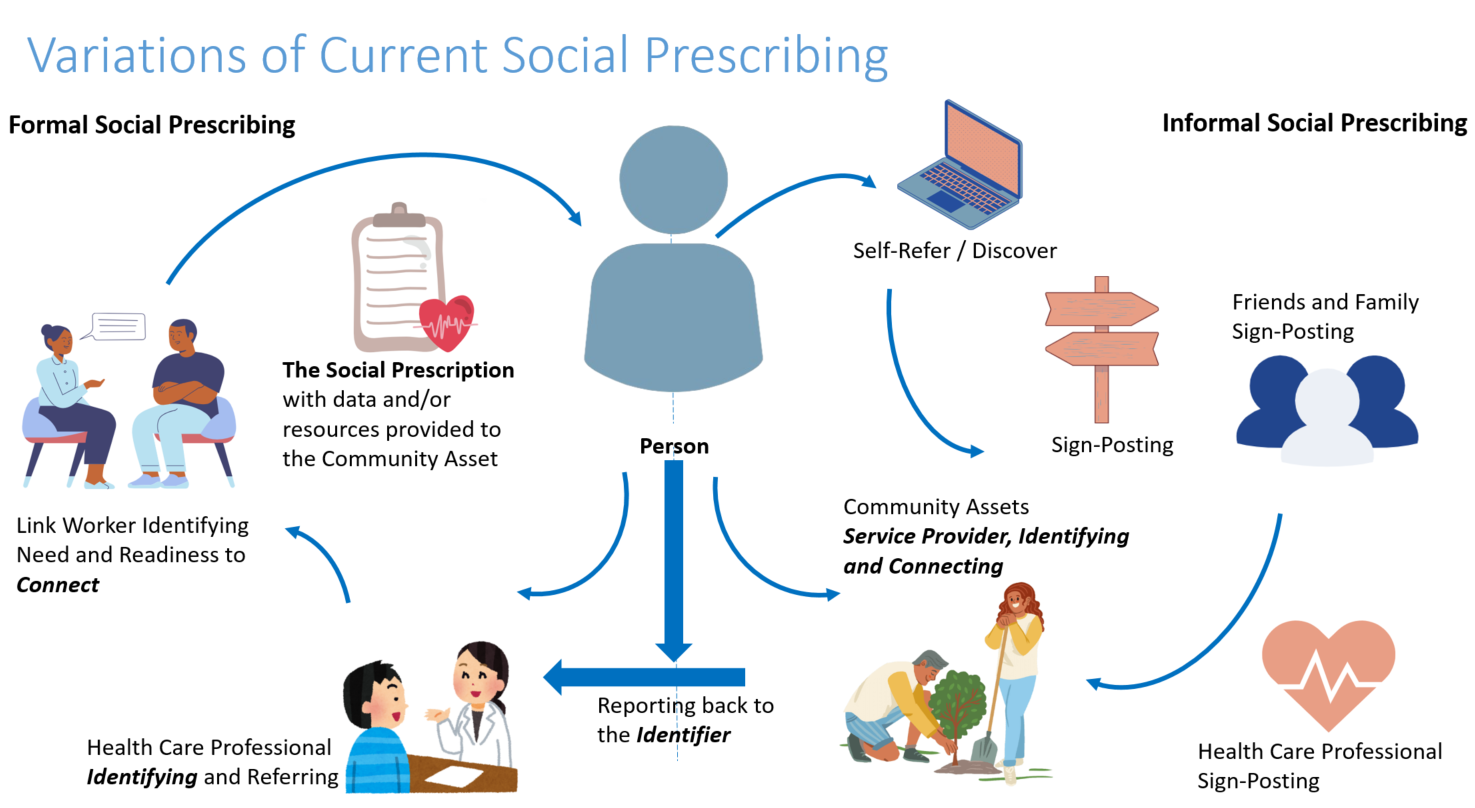 Variations of Current Social Prescribing
Formal Social Prescribing
Informal Social Prescribing
Self-Refer / Discover
Friends and Family
Sign-Posting
The Social Prescription
with data and/or
resources provided to
the Community Asset
Person
Sign-Posting
Link Worker Identifying
Need and Readiness to
Connect
Community Assets
Service Provider, Identifying
and Connecting
Reporting back to
the Identifier
Health Care Professional
Identifying and Referring
Health Care Professional
Sign-Posting